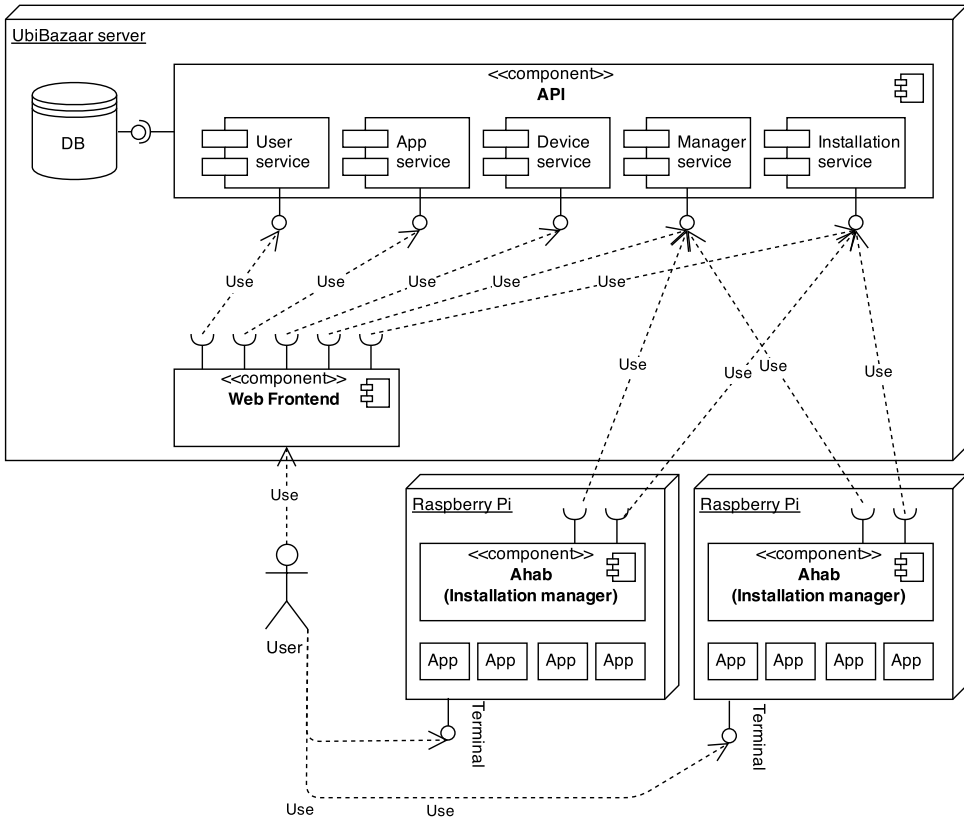 UbiBazaar server
<<component>>
API
DB
User
service
App
service
Device
service
Manager
service
Installation
service
Use
Use
Use
Use
Use
<<component>>
Web Frontend
Use
Use
Use
Use
Use
Raspberry Pi
<<component>>
Ahab
(Installation manager)
App
App
App
App
Terminal
Raspberry Pi
<<component>>
Ahab
(Installation manager)
App
App
App
App
Terminal
User
Use
Use